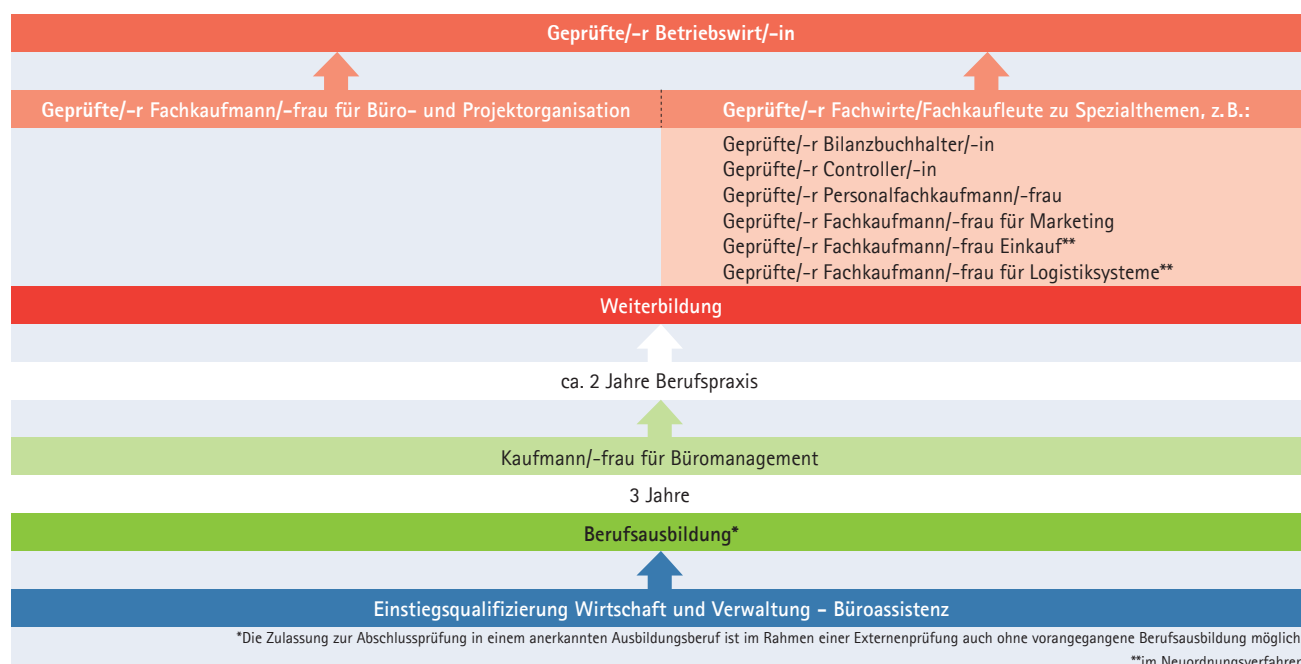 Geprüfte/-r Betriebswirt/-in
Geprüfte/-r Fachkaufmann/-frau für Büro- und Projektorganisation
Geprüfte/-r Fachwirte/Fachkaufleute zu Spezialthemen, z.B.:
Geprüfte/-r Bilanzbuchhalter/-in
Geprüfte/-r Controller/-in
Geprüfte/-r Personalfachkaufmann/-frau
Geprüfte/-r Fachkaufmann/-frau für Marketing
Geprüfte/-r Fachkaufmann/-frau Einkauf**
Geprüfte/-r Fachkaufmann/-frau für Logistiksysteme**
Weiterbildung
ca. 2 Jahre Berufspraxis
Kaufmann/-frau für Büromanagement
3 Jahre
Berufsausbildung*
Einstiegsqualifizierung Wirtschaft und Verwaltung – Büroassistenz
*Die Zulassung zur Abschlussprüfung in einem anerkannten Ausbildungsberuf ist im Rahmen einer Externenprüfung auch ohne vorangegangene Berufsausbildung möglich
**im Neuordnungsverfahren